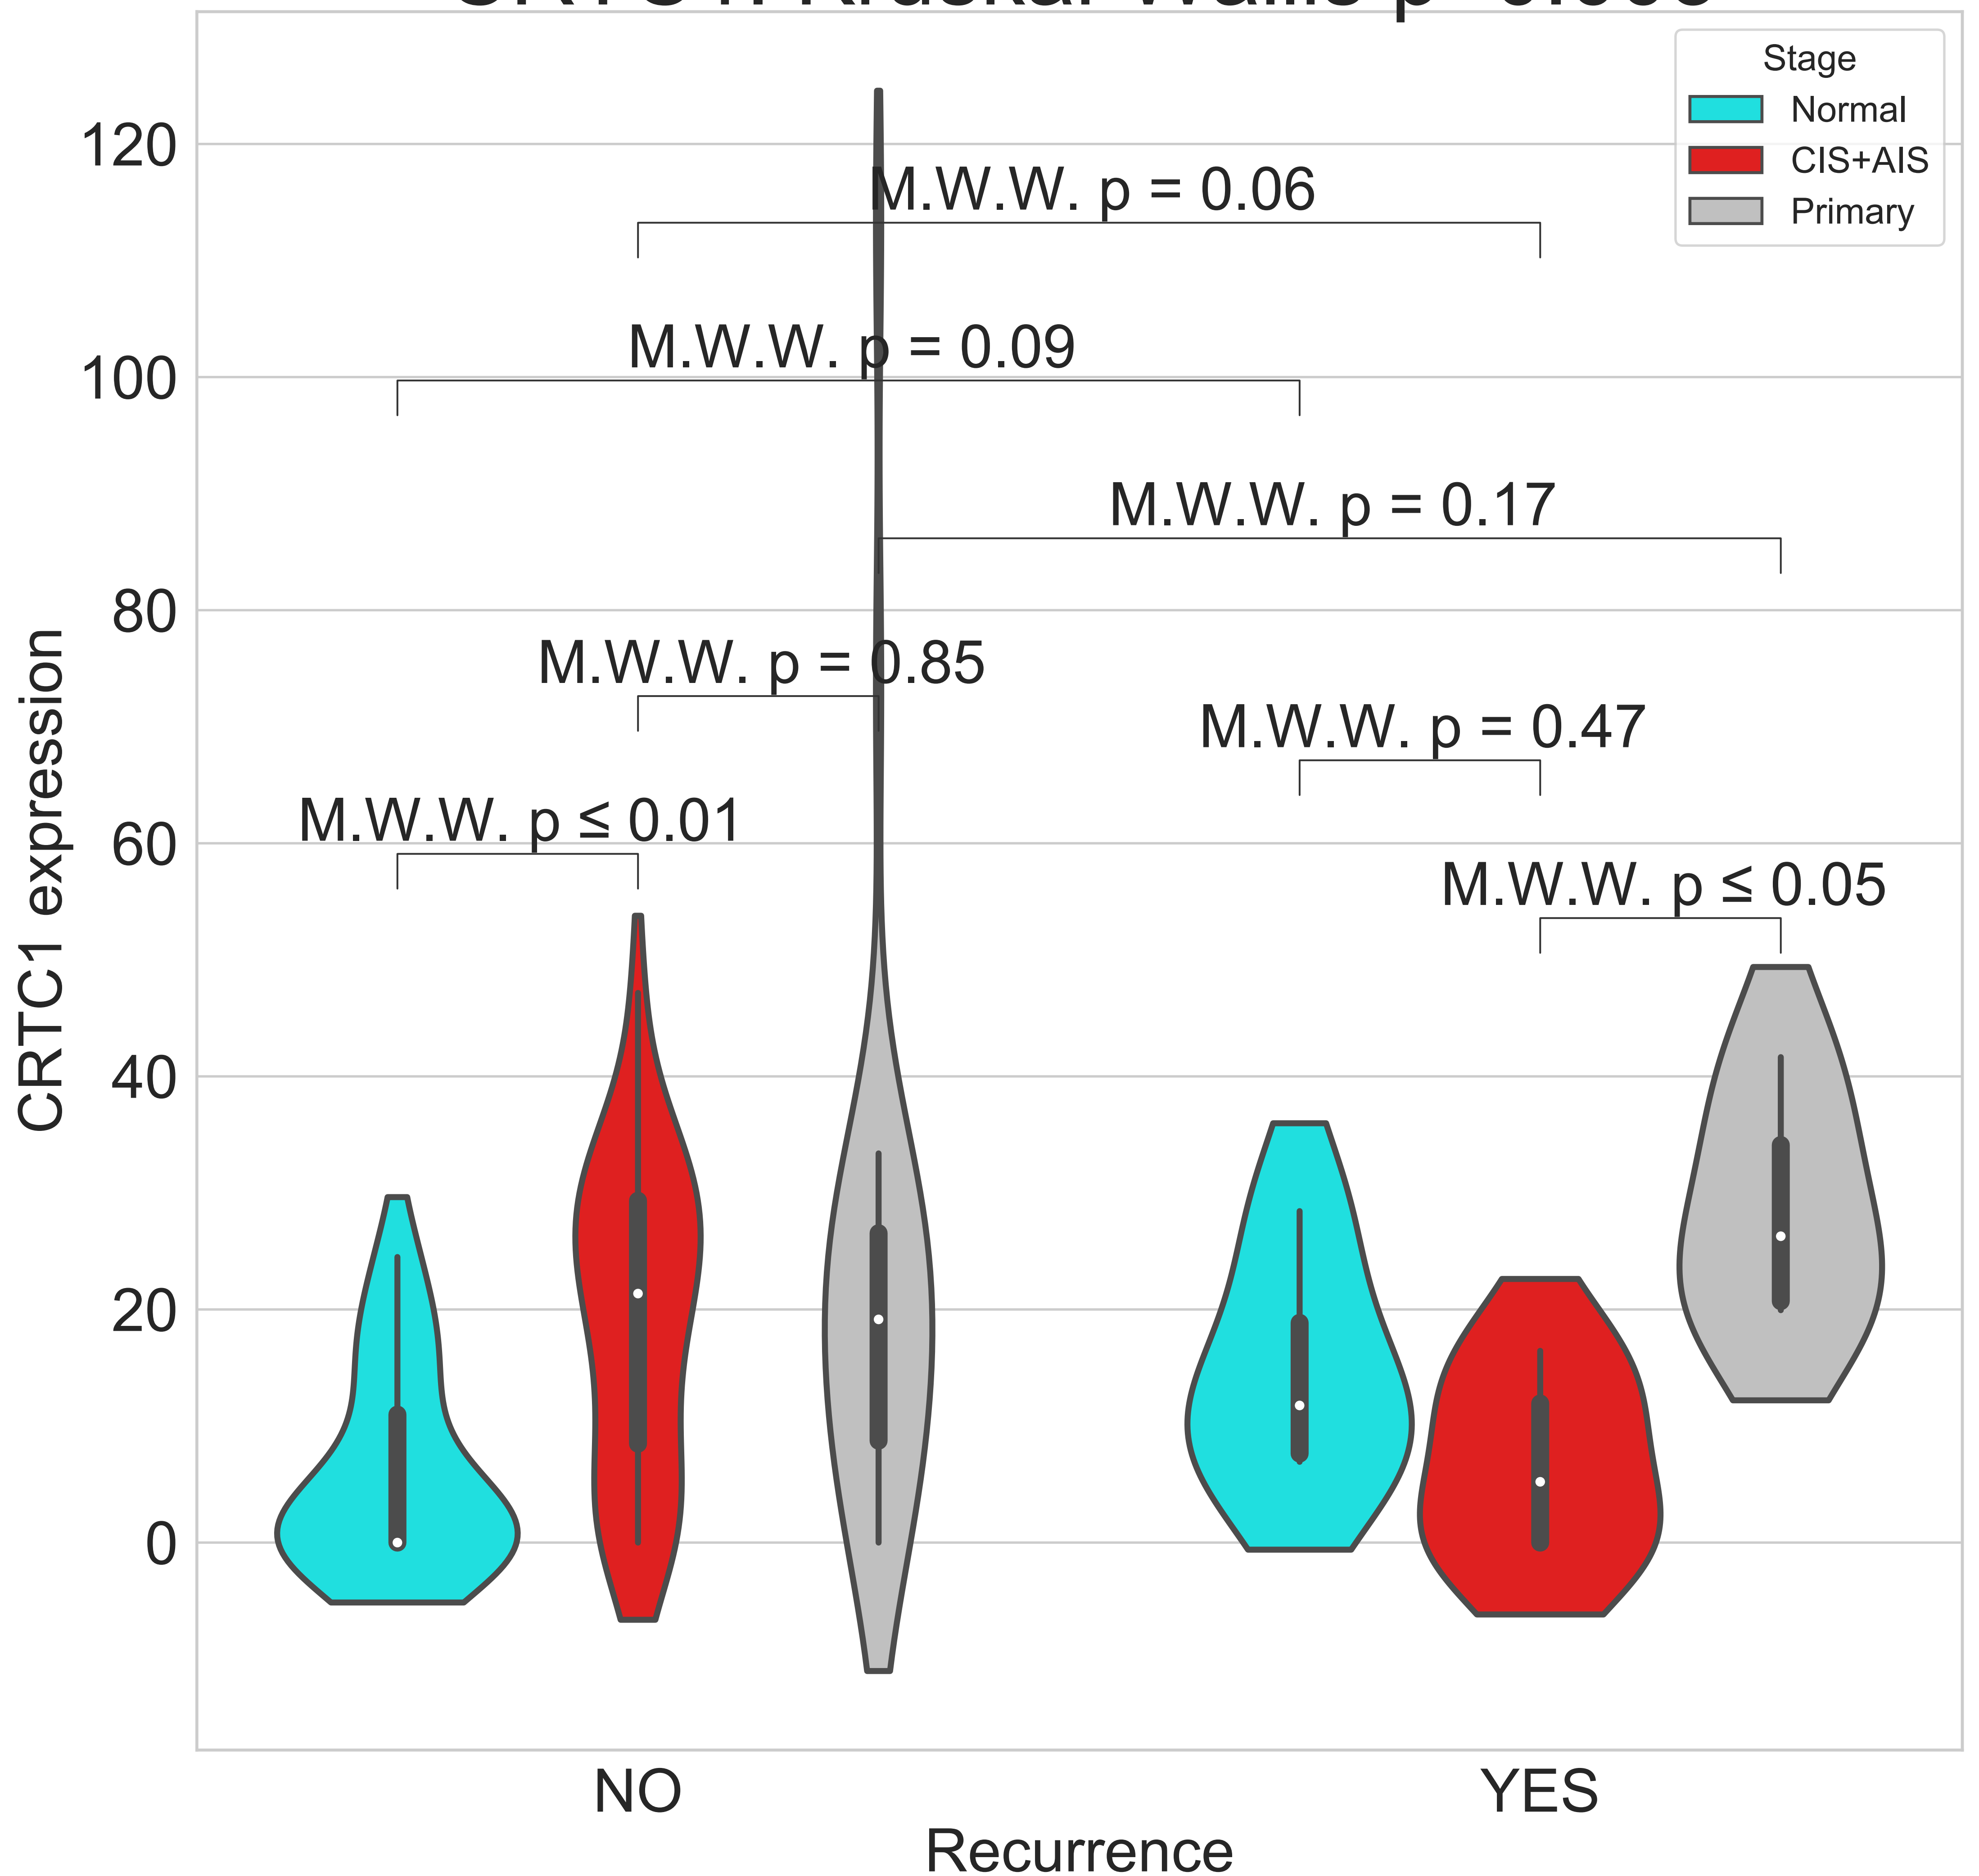 Stage
Normal
CIS+AIS
Primary
120
100
80
60
40
20
0
CRTC1 expression
M.W.W. p = 0.06
M.W.W. p = 0.09
M.W.W. p = 0.17
M.W.W. p = 0.85
M.W.W. p = 0.47
M.W.W. p ≤ 0.01
M.W.W. p ≤ 0.05
NO
YES
Recurrence